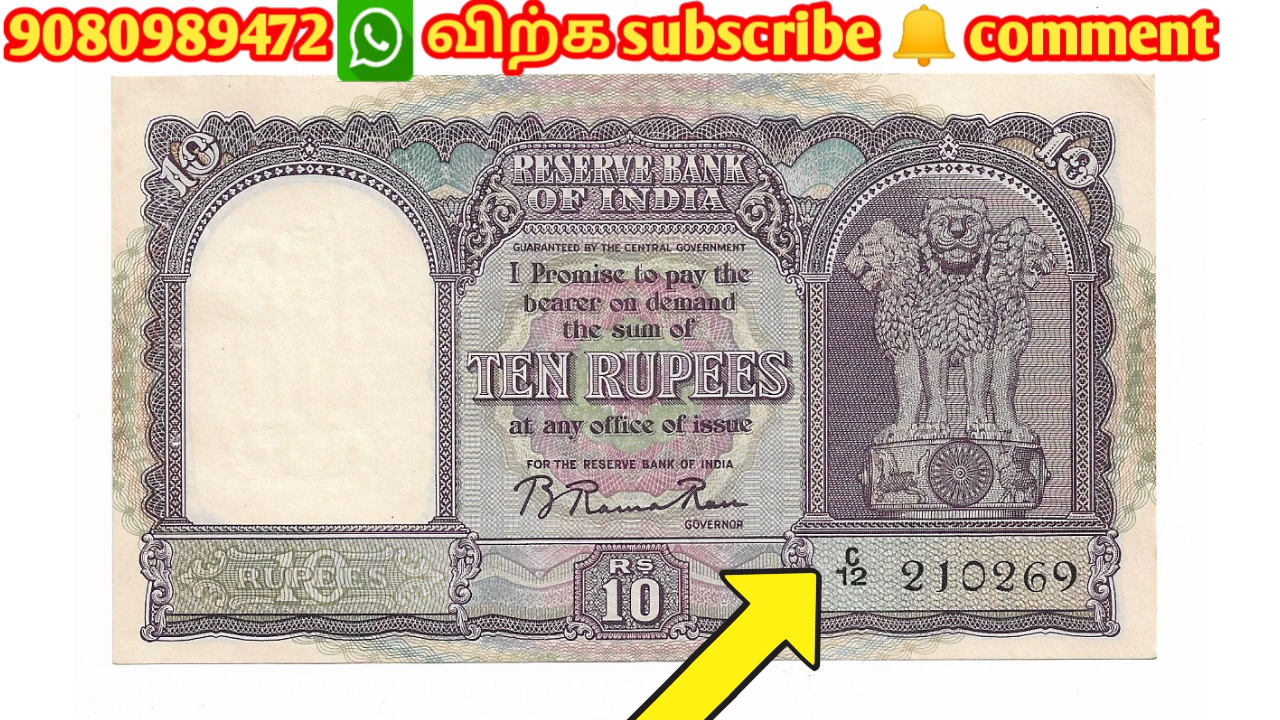 9080989472 விற்க subscribe comment
10 10
RESERVE BANK
OF INDIA
GUARANTEED BY THE CENTRAL GOVERNMENT
I Promise to pay the
bearer on demand
the sum of
TEN RUPEES
at any office of issue
FOR THE RESERVE BANK OF INDIA
B Rama Rau
GOVERNOR
10 RUPEES
RS
10
C/12 210269